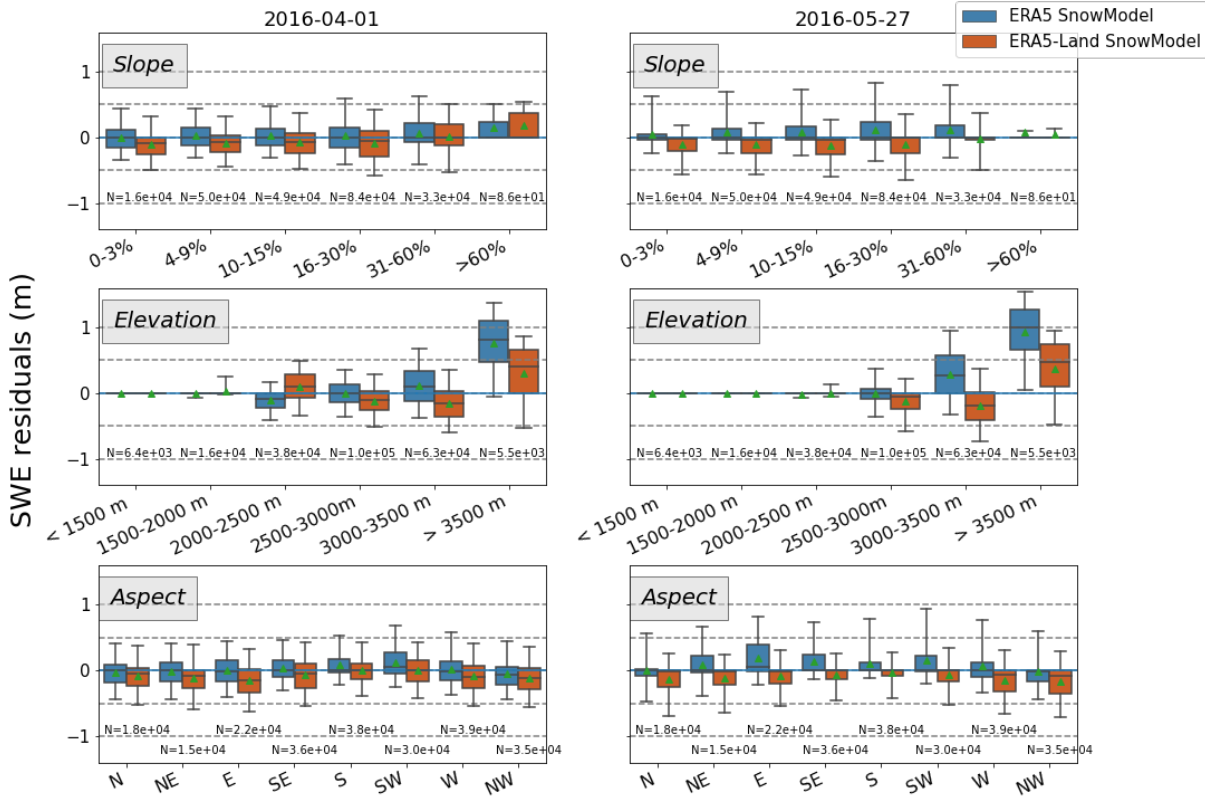 2016-04-01
2016-05-27
ERA5 SnowModel
ERA5-Land SnowModel
SWE residuals (m)
Slope
1
0
−1
N=1.6e+04 N=5.0e+04 N=4.9e+04 N=8.4e+04 N=3.3e+04 N=8.6e+01
0-3% 4-9% 10-15% 16-30% 31-60% >60%
Slope
N=1.6e+04 N=5.0e+04 N=4.9e+04 N=8.4e+04 N=3.3e+04 N=8.6e+01
0-3% 4-9% 10-15% 16-30% 31-60% >60%
Elevation
1
0
−1
N=6.4e+03 N=1.6e+04 N=3.8e+04 N=1.0e+05 N=6.3e+04 N=5.5e+03
< 1500 m 1500-2000 m 2000-2500 m 2500-3000m 3000-3500 m > 3500 m
Elevation
N=6.4e+03 N=1.6e+04 N=3.8e+04 N=1.0e+05 N=6.3e+04 N=5.5e+03
< 1500 m 1500-2000 m 2000-2500 m 2500-3000m 3000-3500 m > 3500 m
Aspect
1
0
−1
N=1.8e+04 N=2.2e+04 N=3.8e+04 N=3.9e+04
N=1.5e+04 N=3.6e+04 N=3.0e+04 N=3.5e+04
N NE E SE S SW W NW
Aspect
N=1.8e+04 N=2.2e+04 N=3.8e+04 N=3.9e+04
N=1.5e+04 N=3.6e+04 N=3.0e+04 N=3.5e+04
N NE E SE S SW W NW